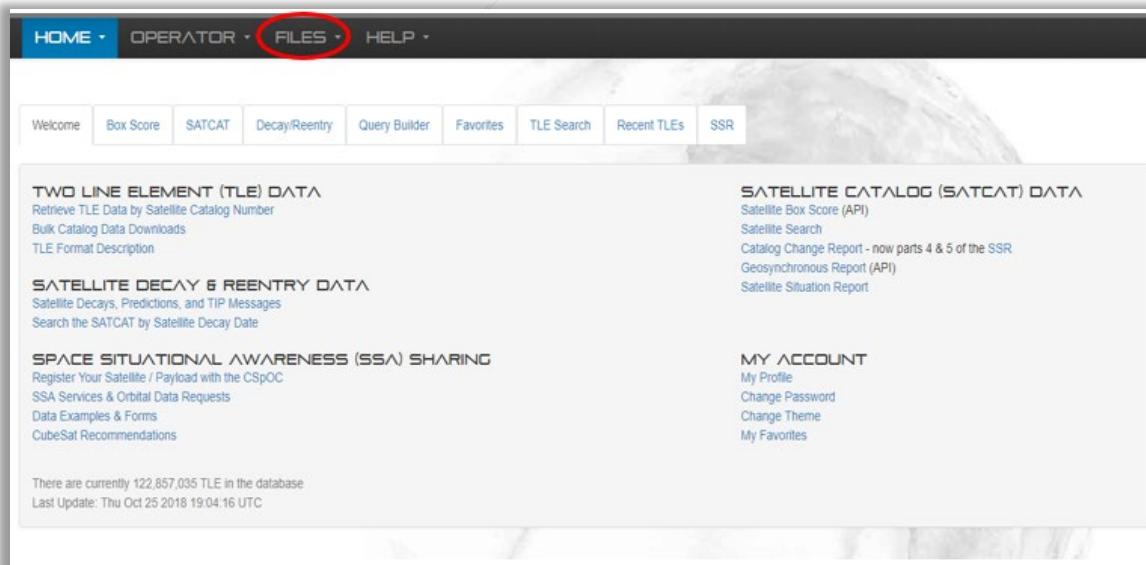 HOME OPERATOR FILES HELP
Welcome Box Score SATCAT Decay/Reentry Query Builder Favorites TLE Search Recent TLEs SSR
TWO LINE ELEMENT (TLE) DATA
Retrieve TLE Data by Satellite Catalog Number
Bulk Catalog Data Downloads
TLE Format Description
SATELLITE DECAY & REENTRY DATA
Satellite Decays, Predictions, and TIP Messages
Search the SATCAT by Satellite Decay Date
SPACE SITUATIONAL AWARENESS (SSA) SHARING
Register Your Satellite / Payload with the CSpOC
SSA Services & Orbital Data Requests
Data Examples & Forms
CubeSat Recommendations
SATELLITE CATALOG (SATCAT) DATA
Satellite Box Score (API)
Satellite Search
Catalog Change Report - now parts 4 & 5 of the SSR
Geosynchronous Report (API)
Satellite Situation Report
MY ACCOUNT
My Profile
Change Password
Change Theme
My Favorites
There are currently 122,857,035 TLE in the database
Last Update: Thu Oct 25 2018 19:04:16 UTC